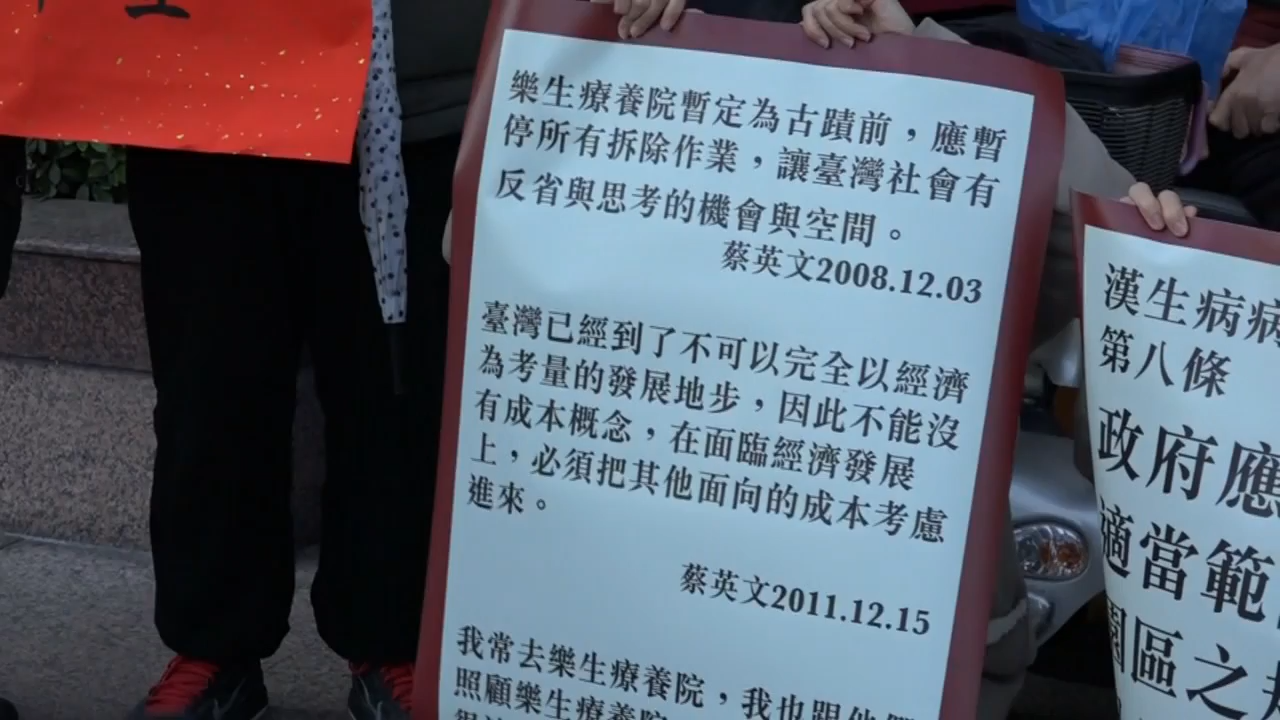 樂生療養院暫定為古蹟前，應暫
停所有拆除作業，讓臺灣社會有
反省與思考的機會與空間。
蔡英文2008.12.03
臺灣已經到了不可以完全以經濟
為考量的發展地步，因此不能沒
有成本概念，在面臨經濟發展
上，必須把其他面向的成本考慮
進來。
蔡英文2011.12.15
我常去樂生療養院，我也跟他們
照顧樂生療養院
漢生病病
第八條
政府應
適當範
園區之